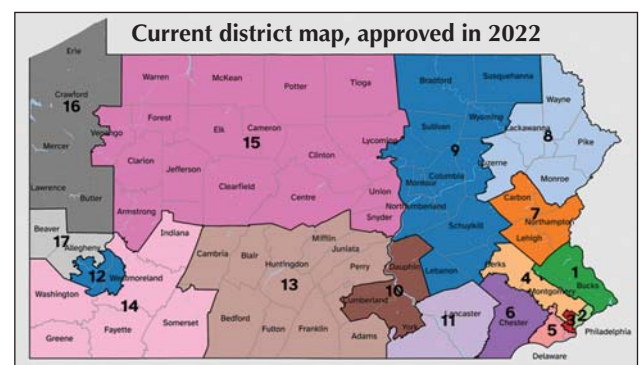 Current district map, approved in 2022
Erie
Warren
McKean
Potter
Tioga
Bradford
Susquehanna
Crawford
16
Wayne
Forest
Wyoming
Venango
Elk
Cameron
Sullivan
Lackawanna
8
Mercer
15
Lycoming
9
Pike
Clarion
Clinton
Luzerne
Jefferson
Columbia
Monroe
Lawrence
Clearfield
Union
Montour
Carbon
Butler
Centre
Northumberland
7
Armstrong
Snyder
Northampton
Beaver
Indiana
Schuylkill
Lehigh
17
Allegheny
Mifflin
Cambria
Blair
Juniata
Dauphin
Lebanon
Berks
1
12
Westmoreland
Huntingdon
Perry
4
Bucks
13
10
Montgomery
Washington
14
Cumberland
Lancaster
6
2
Bedford
11
Chester
3
Fayette
Somerset
Fulton
Franklin
York
5
Philadelphia
Greene
Adams
Delaware